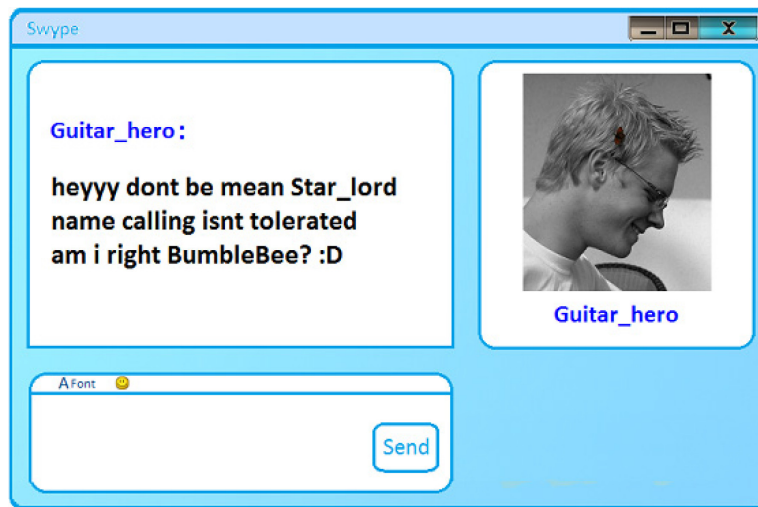 Swype
Guitar_hero:
heyyy dont be mean Star_lord
name calling isnt tolerated
am i right BumbleBee? :D
Guitar_hero
A Font
Send